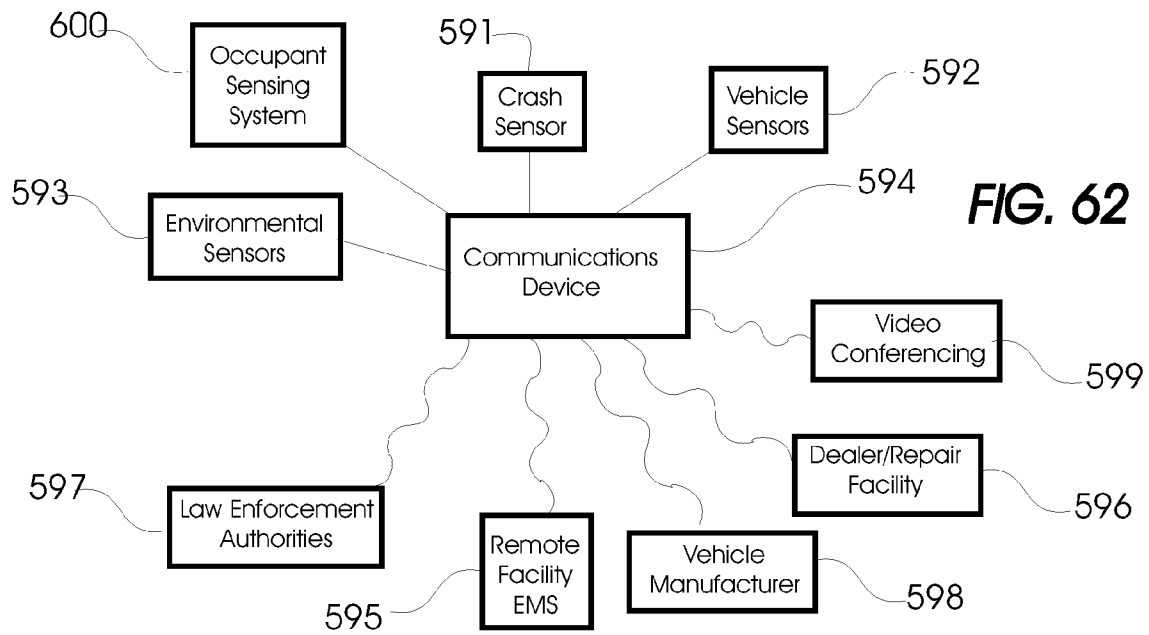 600
Occupant
Sensing
System
591
Crash
Sensor
Vehicle
Sensors
592
593
Environmental
Sensors
594
FIG. 62
Communications
Device
Video
Conferencing
599
Dealer/Repair
Facility
596
597
Law Enforcement
Authorities
Remote
Facility
EMS
595
Vehicle
Manufacturer
598